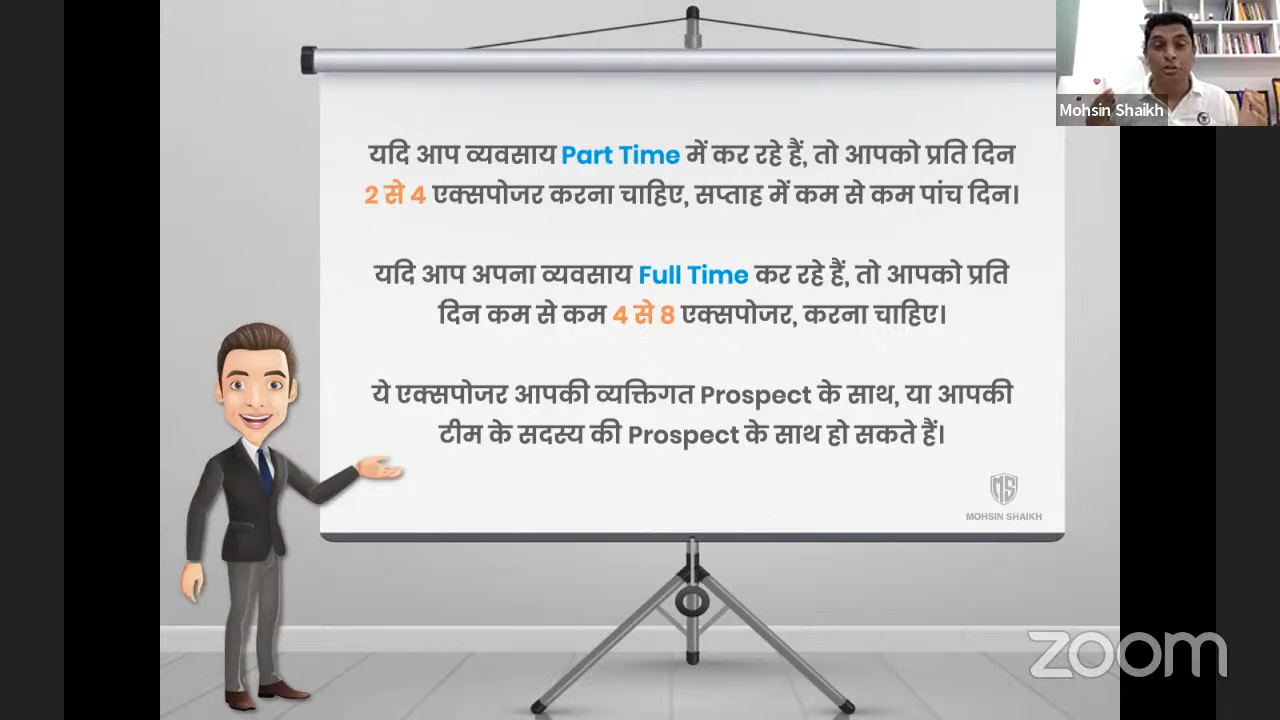 यदि आप व्यवसाय Part Time में कर रहे हैं, तो आपको प्रति दिन
2 से 4 एक्सपोजर करना चाहिए, सप्ताह में कम से कम पांच दिन।
यदि आप अपना व्यवसाय Full Time कर रहे हैं, तो आपको प्रति
दिन कम से कम 4 से 8 एक्सपोजर, करना चाहिए।
ये एक्सपोजर आपकी व्यक्तिगत Prospect के साथ, या आपकी
टीम के सदस्य की Prospect के साथ हो सकते हैं।
MS
MOHSIN SHAIKH
Mohsin Shaikh
zoom